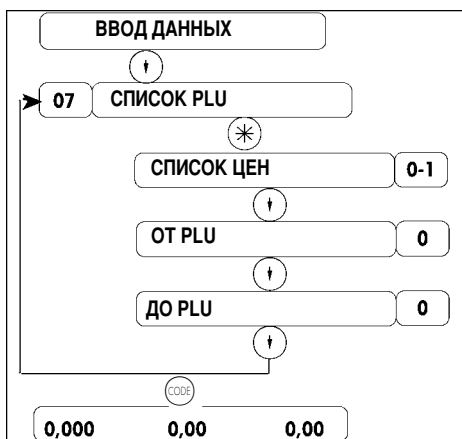 ВВОД ДАННЫХ
07 СПИСОК PLU
СПИСОК ЦЕН 0-1
ОТ PLU 0
ДО PLU 0
CODE
0,000 0,00 0,00